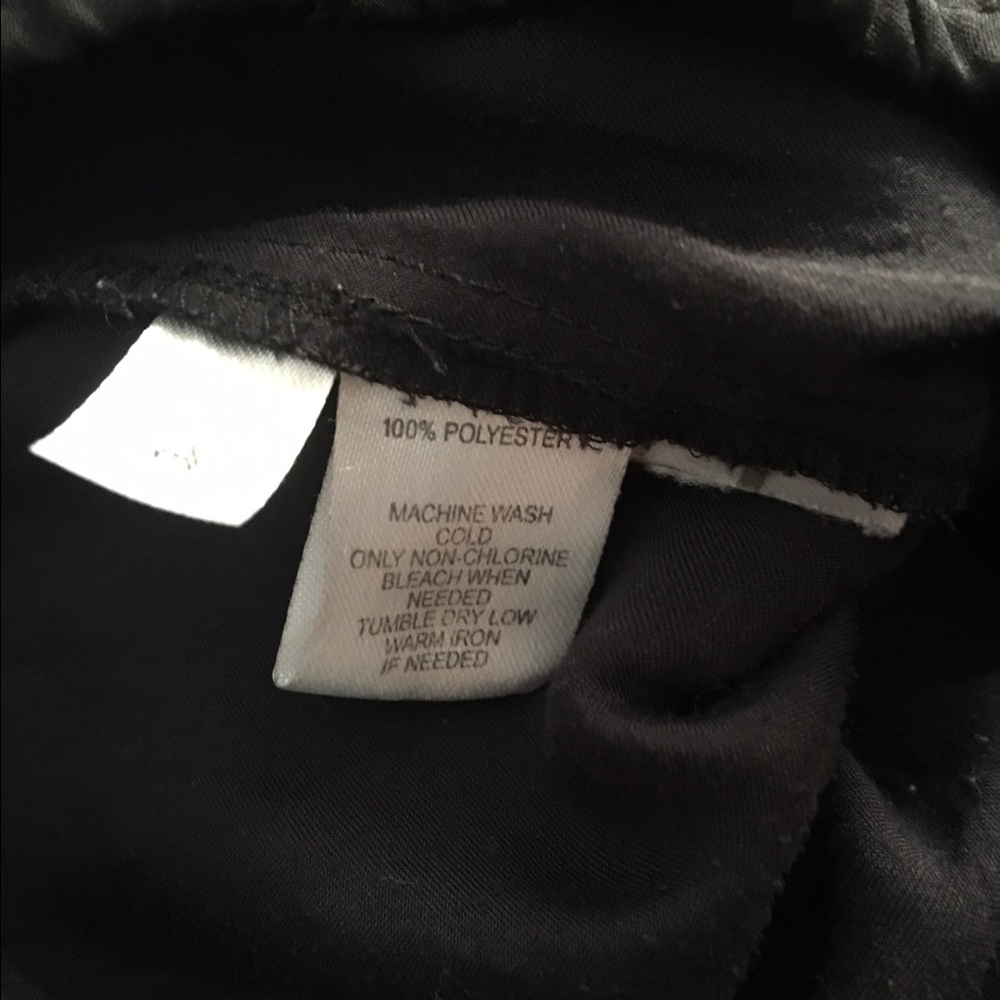 100% POLYESTER
MACHINE WASH
COLD
ONLY NON-CHLORINE
BLEACH WHEN
NEEDED
TUMBLE DRY LOW
WARM IRON
IF NEEDED